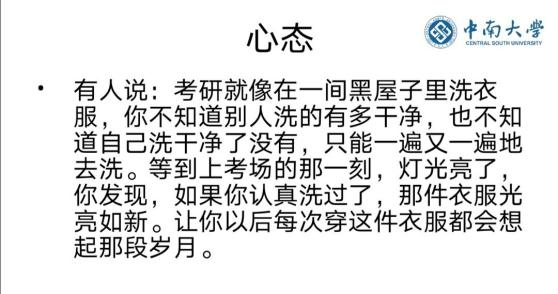 心态
中南大学
CENTRAL SOUTH UNIVERSITY
• 有人说：考研就像在一间黑屋子里洗衣
服，你不知道别人洗的有多干净，也不知
道自己洗干净了没有，只能一遍又一遍地
去洗。等到上考场的那一刻，灯光亮了，
你发现，如果你认真洗过了，那件衣服光
亮如新。让你以后每次穿这件衣服都会想
起那段岁月。